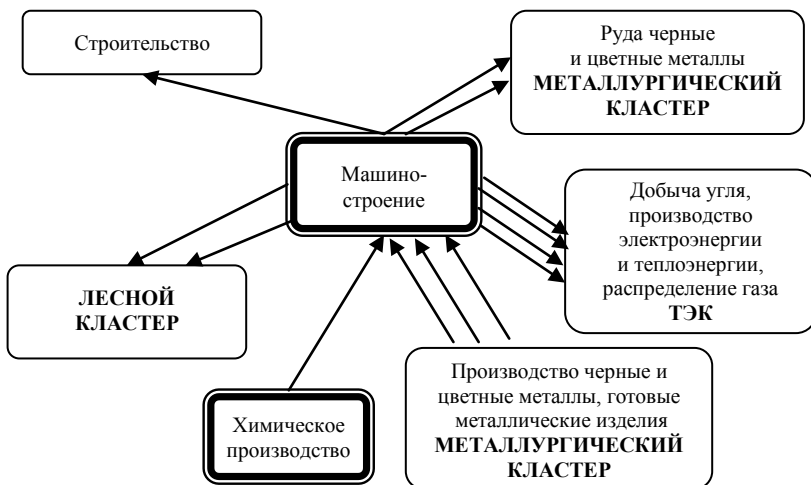 Строительство
Руда черные
и цветные металлы
МЕТАЛЛУРГИЧЕСКИЙ
КЛАСТЕР
Машино-
строение
Добыча угля,
производство
электроэнергии
и теплоэнергии,
распределение газа
ТЭК
ЛЕСНОЙ
КЛАСТЕР
Химическое
производство
Производство черные и
цветные металлы, готовые
металлические изделия
МЕТАЛЛУРГИЧЕСКИЙ
КЛАСТЕР